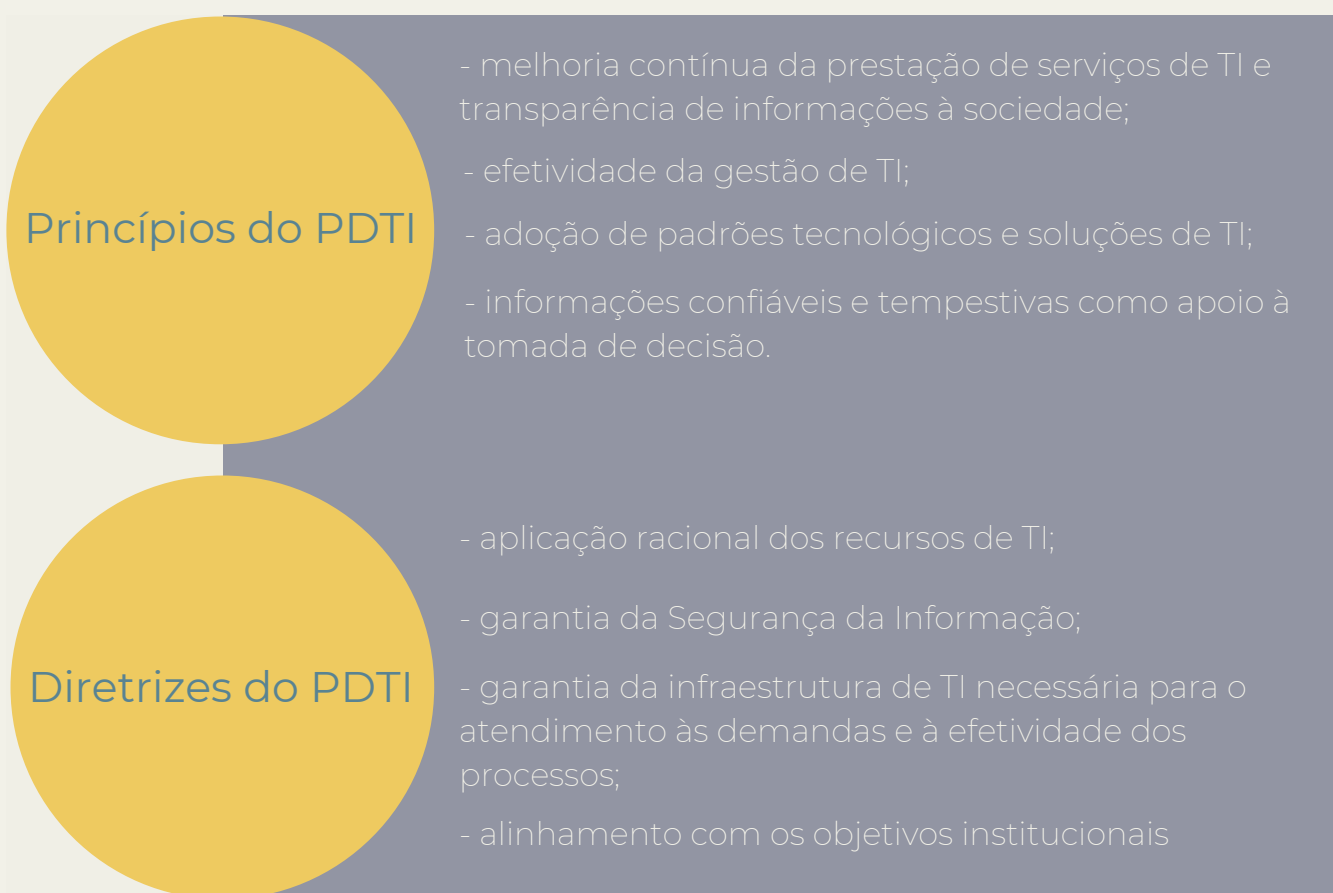 Princípios do PDTI
- melhoria contínua da prestação de serviços de TI e
transparência de informações à sociedade;
- efetividade da gestão de TI;
- adoção de padrões tecnológicos e soluções de TI;
- informações confiáveis e tempestivas como apoio à
tomada de decisão.
Diretrizes do PDTI
- aplicação racional dos recursos de TI;
- garantia da Segurança da Informação;
- garantia da infraestrutura de TI necessária para o
atendimento às demandas e à efetividade dos
processos;
- alinhamento com os objetivos institucionais